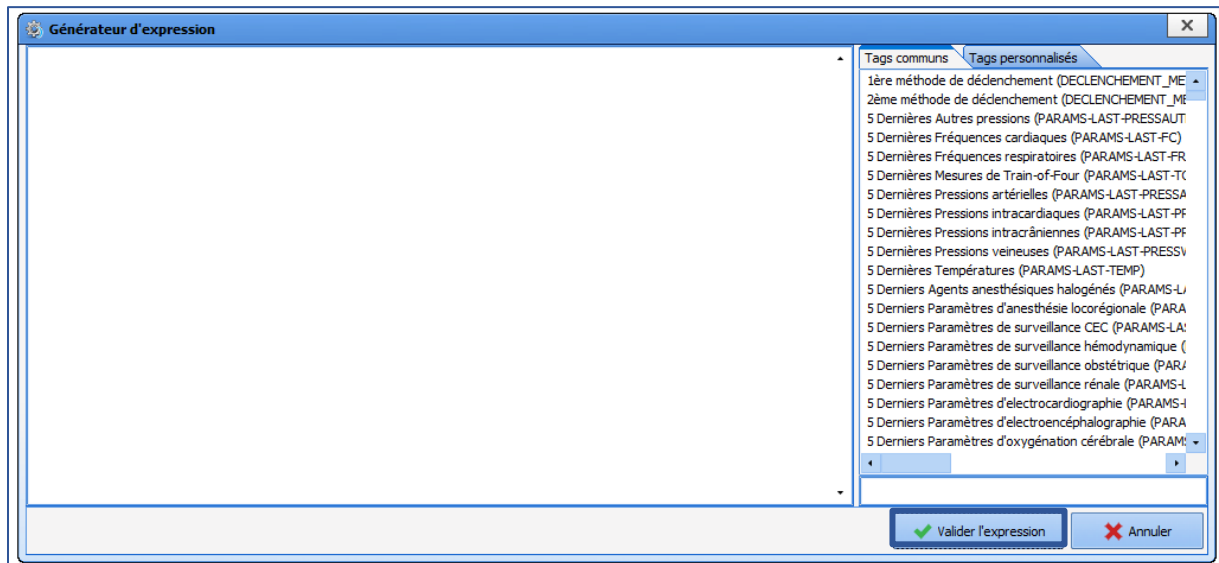 Générateur d'expression
Tags communs
Tags personnalisés
1ère méthode de déclenchement (DECLENCHEMENT_ME
2ème méthode de déclenchement (DECLENCHEMENT_ME
5 Dernières Autres pressions (PARAMS-LAST-PRESSAUT
5 Dernières Fréquences cardiaques (PARAMS-LAST-FC)
5 Dernières Fréquences respiratoires (PARAMS-LAST-FR
5 Dernières Mesures de Train-of-Four (PARAMS-LAST-TO
5 Dernières Pressions artérielles (PARAMS-LAST-PRESSA
5 Dernières Pressions intracardiaques (PARAMS-LAST-PR
5 Dernières Pressions intracrâniennes (PARAMS-LAST-PR
5 Dernières Pressions veineuses (PARAMS-LAST-PRESSV
5 Dernières Températures (PARAMS-LAST-TEMP)
5 Derniers Agents anesthésiques halogénés (PARAMS-LA
5 Derniers Paramètres d'anesthésie locorégionale (PARA
5 Derniers Paramètres de surveillance CEC (PARAMS-LAS
5 Derniers Paramètres de surveillance hémodynamique (
5 Derniers Paramètres de surveillance obstétrique (PARA
5 Derniers Paramètres de surveillance rénale (PARAMS-L
5 Derniers Paramètres d'electrocardiographie (PARAMS-
5 Derniers Paramètres d'electroencéphalographie (PARA
5 Derniers Paramètres d'oxygénation cérébrale (PARAMS
Valider l'expression
Annuler